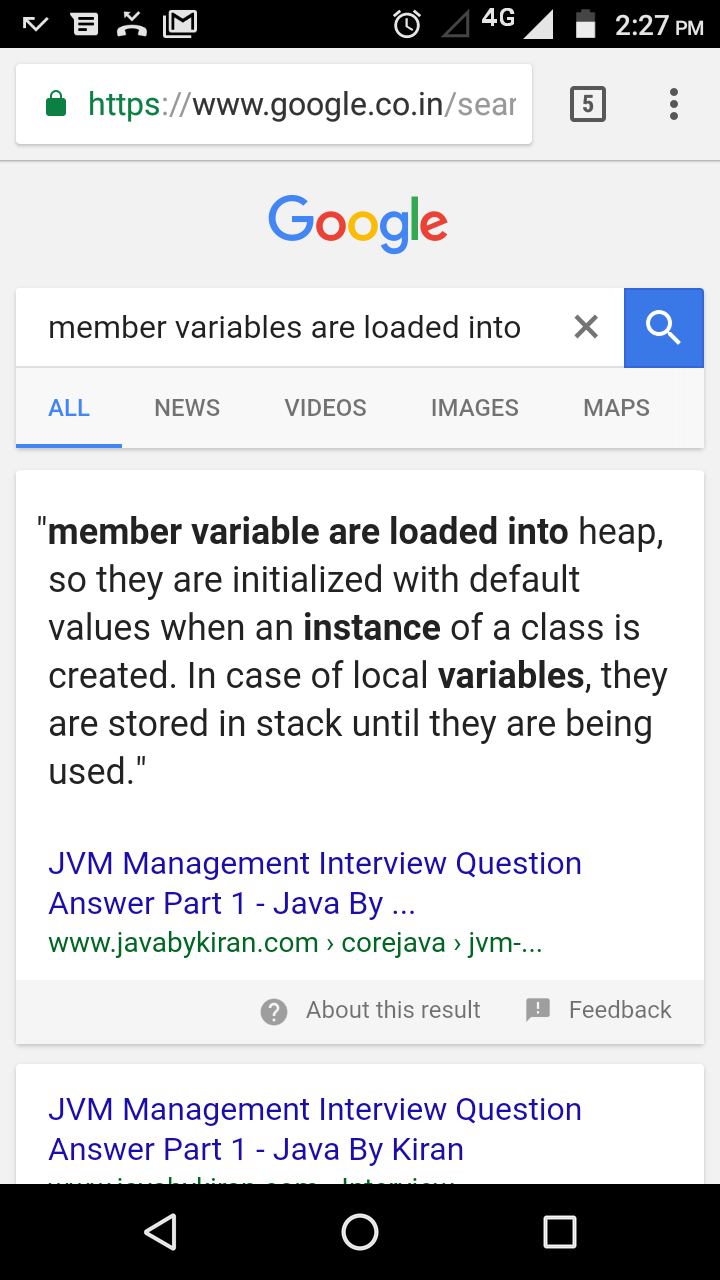 4G 2:27 PM
https://www.google.co.in/sear
5
Google
member variables are loaded into
ALL NEWS VIDEOS IMAGES MAPS
"member variable are loaded into heap,
so they are initialized with default
values when an instance of a class is
created. In case of local variables, they
are stored in stack until they are being
used."
JVM Management Interview Question
Answer Part 1 - Java By ...
www.javabykiran.com › corejava › jvm-...
About this result Feedback
JVM Management Interview Question
Answer Part 1 - Java By Kiran